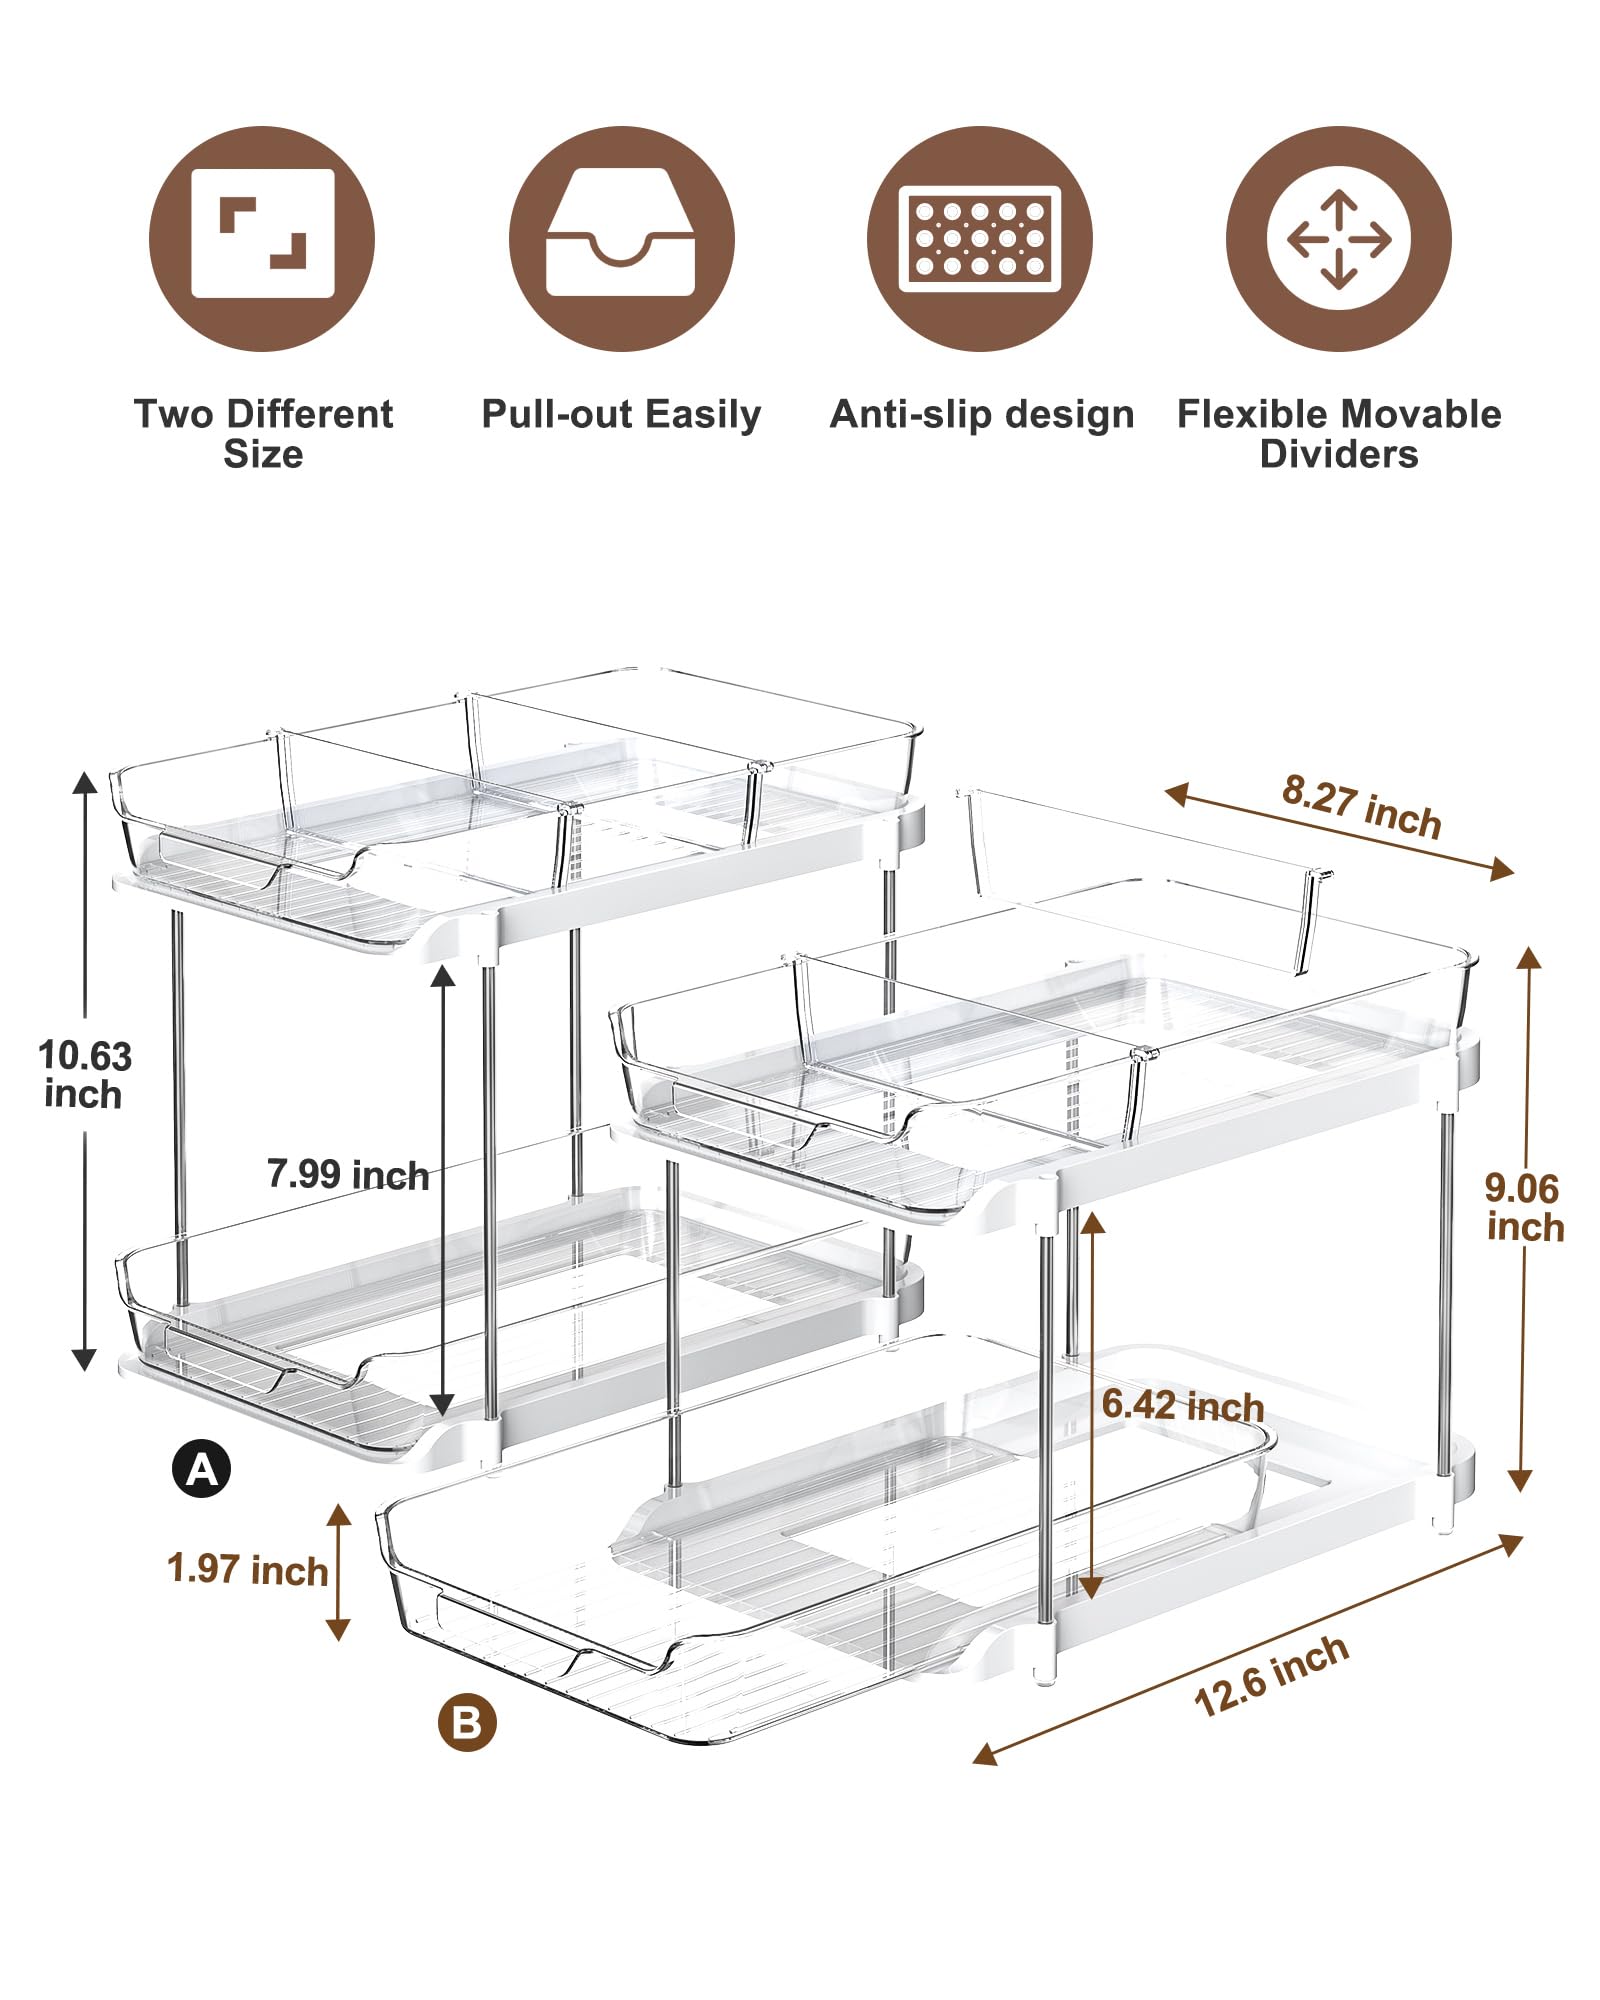 Two Different
Size
Pull-out Easily
Anti-slip design
Flexible Movable
Dividers
8.27 inch
10.63
inch
7.99 inch
9.06
inch
6.42 inch
A
1.97 inch
12.6 inch
B